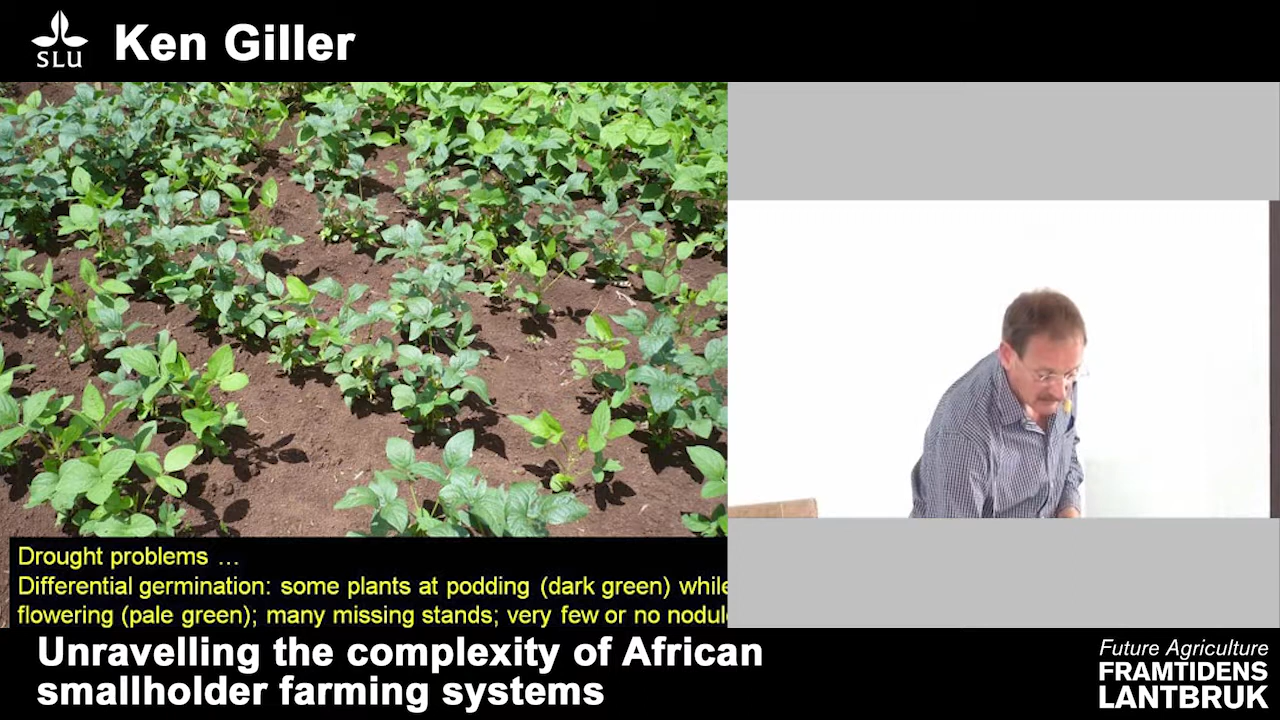 SLU
Ken Giller
Drought problems …
Differential germination: some plants at podding (dark green) while
flowering (pale green); many missing stands; very few or no nodul
Unravelling the complexity of African
smallholder farming systems
Future Agriculture
FRAMTIDENS
LANTBRUK